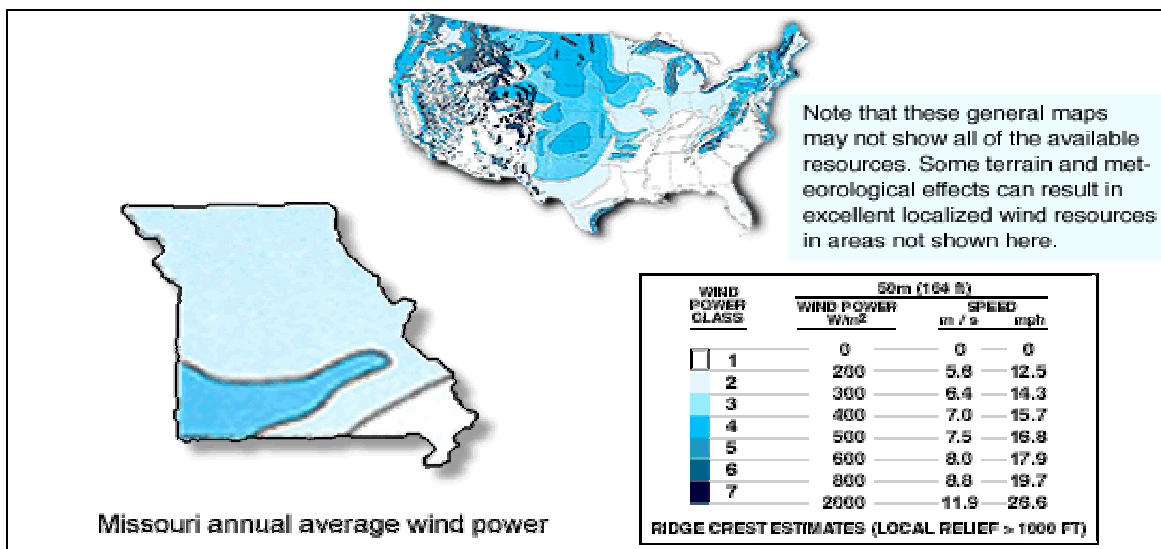 Note that these general maps
may not show all of the available
resources. Some terrain and met-
eorological effects can result in
excellent localized wind resources
in areas not shown here.
WIND POWER CLASS
50m (164 ft)
WIND POWER W/m² SPEED m / s mph
0 0 0
1
200 5.6 12.5
2
300 6.4 14.3
3
400 7.0 15.7
4
500 7.5 16.8
5
600 8.0 17.9
6
800 8.8 19.7
7
2000 11.9 26.6
RIDGE CREST ESTIMATES (LOCAL RELIEF > 1000 FT)
Missouri annual average wind power